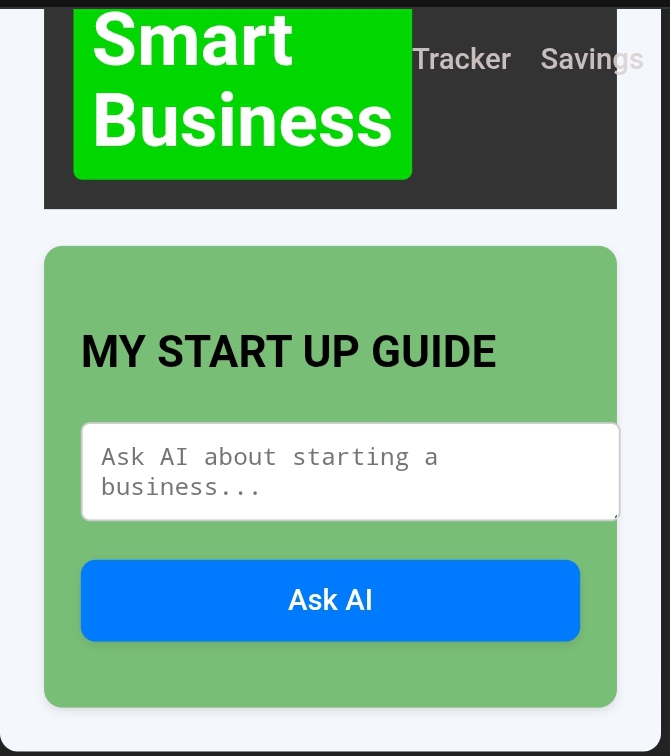 Smart
Business
Tracker Savings
MY START UP GUIDE
Ask AI about starting a
business...
Ask AI